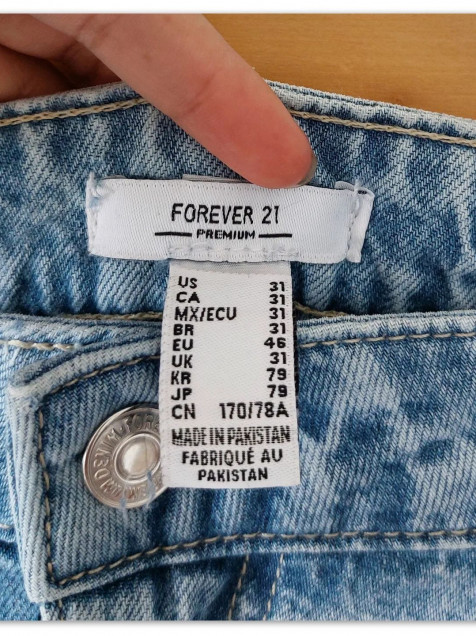 FOREVER 21
PREMIUM
US 31
CA 31
MX/ECU 31
BR 31
EU 46
UK 31
KR 79
JP 79
CN 170/78A
MADE IN PAKISTAN
FABRIQUÉ AU
PAKISTAN